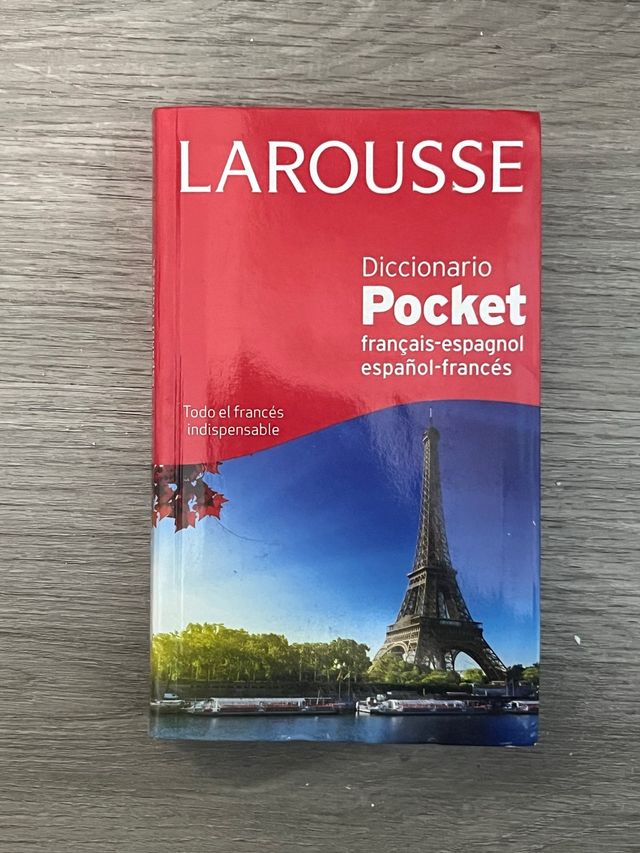 LAROUSSE
Diccionario
Pocket
français-espagnol
español-francés
Todo el francés
indispensable